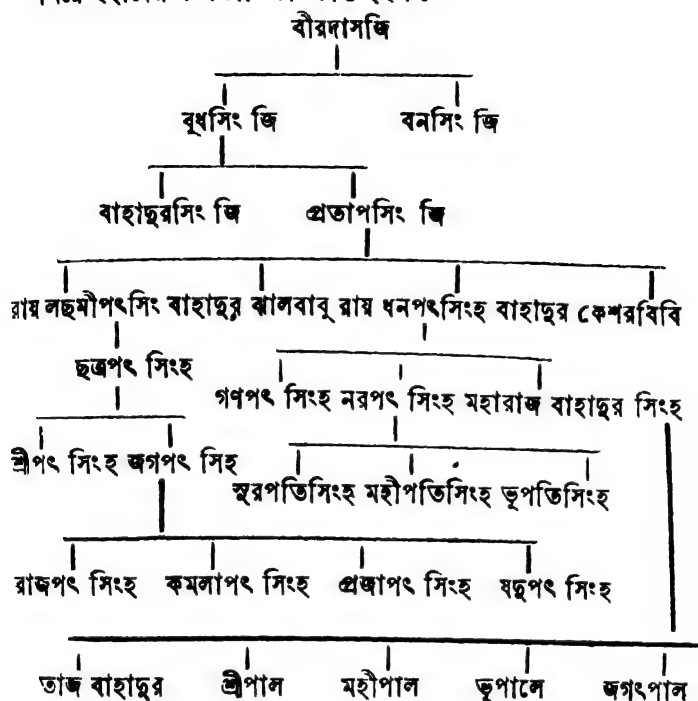 বীরদাসজি
বুধসিং জি বনসিং জি
বাহাদুরসিং জি প্রতাপসিং জি
রায় লছমীপৎসিং বাহাদুর ঝালবাবু রায় ধনপৎসিংহ বাহাদুর কেশরবিবি
ছত্রপৎ সিংহ
গণপৎ সিংহ নরপৎ সিংহ মহারাজ বাহাদুর সিংহ
শ্রীপৎ সিংহ জগপৎ সিহ
সুরপতিসিংহ মহীপতিসিংহ ভূপতিসিংহ
রাজপৎ সিংহ কমলাপৎ সিংহ প্রজাপৎ সিংহ যদুপৎ সিংহ
তাজ বাহাদুর শ্রীপাল মহীপাল ভূপালে জগৎপাল